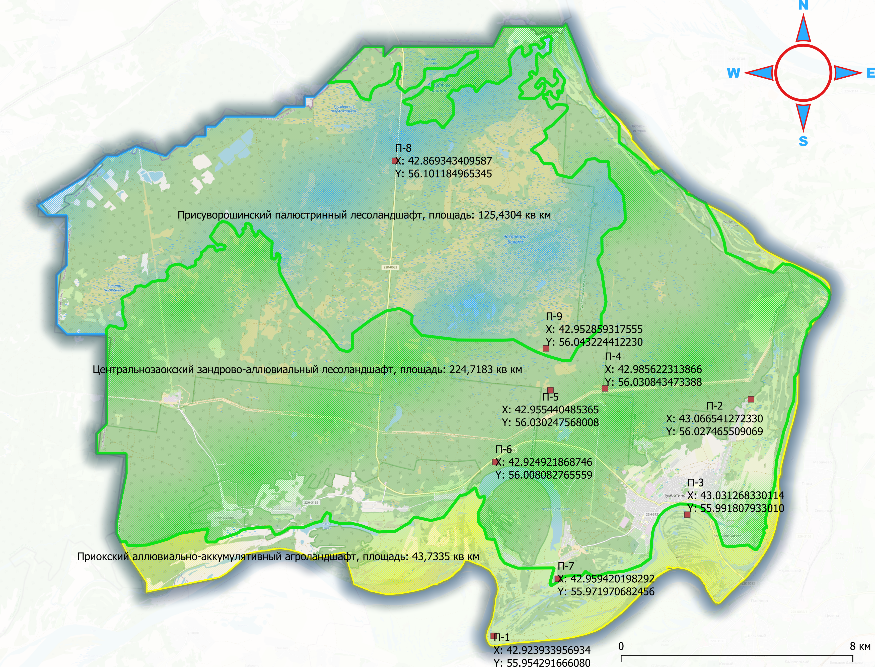 N
W
E
S
П-8
X: 42.869343409587
Y: 56.101184965345
Присуворошинский палюстринный лесоландшафт, площадь: 125,4304 кв км
П-9
X: 42.952859317555
Y: 56.043224412230
П-4
X: 42.985622313866
Y: 56.030843473388
Центральнозаокский зандрово-аллювиальный лесоландшафт, площадь: 224,7183 кв км
П-5
X: 42.955440485365
Y: 56.030247568008
П-2
X: 43.066541272330
Y: 56.027465509069
П-6
X: 42.924921868746
Y: 56.008082765559
П-3
X: 43.031268330114
Y: 55.991807933010
Приокский аллювиально-аккумулятивный агроландшафт, площадь: 43,7335 кв км
П-7
X: 42.959420198292
Y: 55.971970682456
П-1
X: 42.923933956934
Y: 55.954291666080
0
8 км